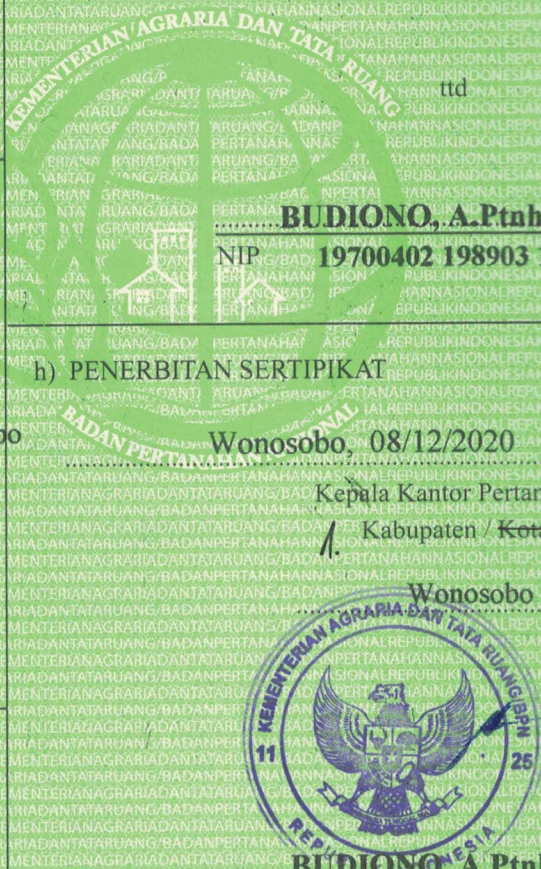 KEMENTERIAN AGRARIA DAN TATA RUANG
ttd
BUDIONO, A.Ptnh
NIP 19700402 198903
h) PENERBITAN SERTIPIKAT
BADAN PERTANAHAN NASIONAL
Wonosobo, 08/12/2020
Kepala Kantor Pertan
1. Kabupaten / Kota
Wonosobo
KEMENTERIAN AGRARIA DAN TATA RUANG/BPN
11 25
REPUBLIK INDONESIA
BUDIONO, A.Ptnh